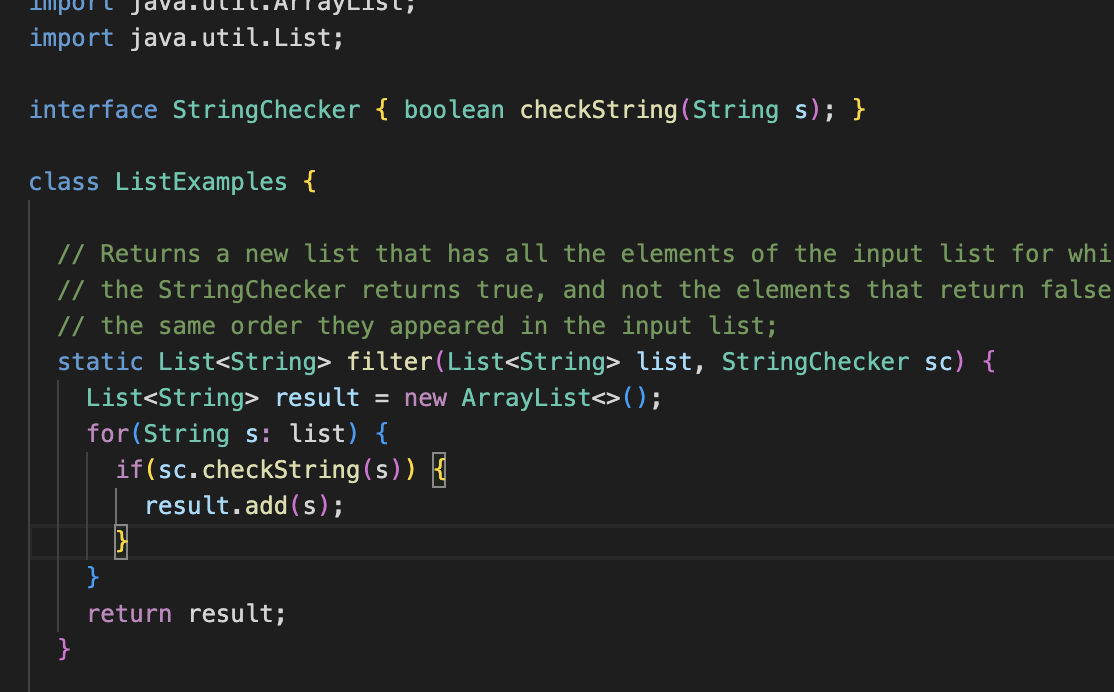 import java.util.ArrayList;
import java.util.List;
interface StringChecker { boolean checkString(String s); }
class ListExamples {
// Returns a new list that has all the elements of the input list for whi
// the StringChecker returns true, and not the elements that return false
// the same order they appeared in the input list;
static List<String> filter(List<String> list, StringChecker sc) {
List<String> result = new ArrayList<>();
for(String s: list) {
if(sc.checkString(s)) {
result.add(s);
}
}
return result;
}